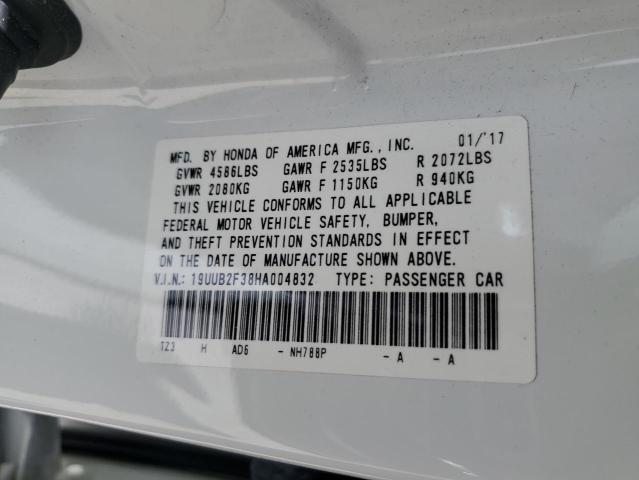 MFD. BY HONDA OF AMERICA MFG., INC. 01/'17
GVWR 4586LBS GAWR F 2535LBS R 2072LBS
GVWR 2080KG GAWR F 1150KG R 940KG
THIS VEHICLE CONFORMS TO ALL APPLICABLE
FEDERAL MOTOR VEHICLE SAFETY, BUMPER,
AND THEFT PREVENTION STANDARDS IN EFFECT
ON THE DATE OF MANUFACTURE SHOWN ABOVE.
V.I.N.: 19UUB2F38HA004832 TYPE: PASSENGER CAR
TZ3 H AD6 - NH788P - A - A